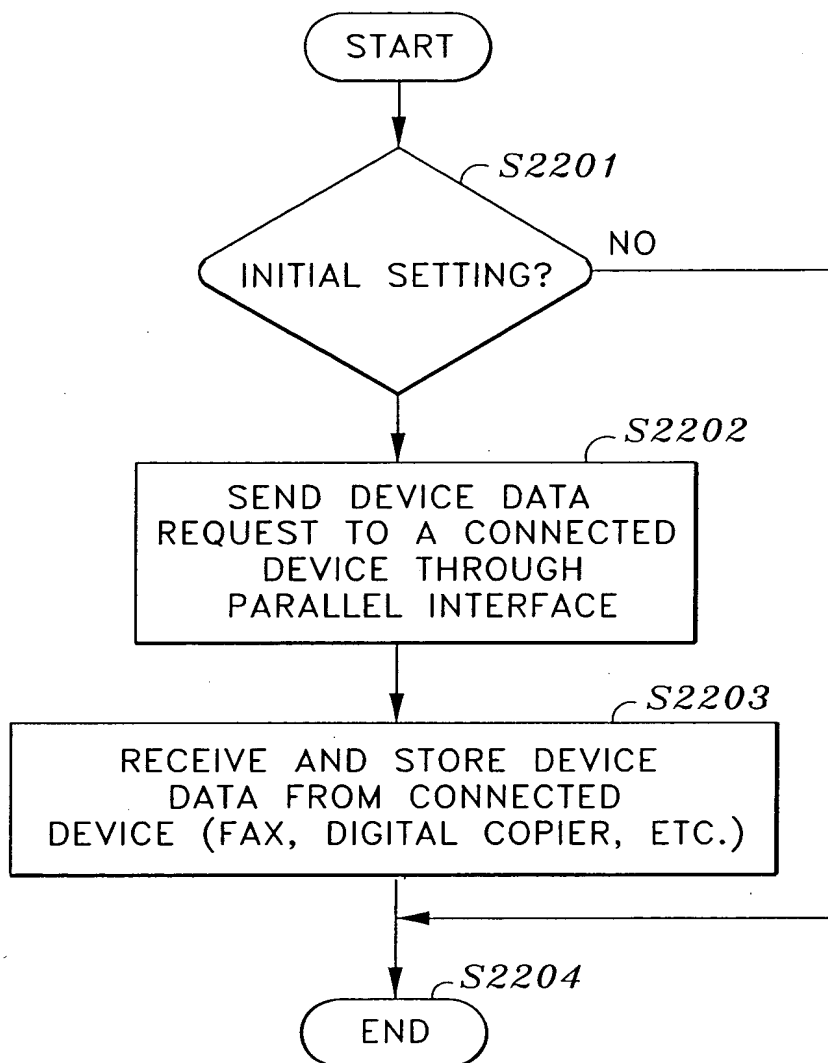 START
S2201
NO
INITIAL SETTING?
S2202
SEND DEVICE DATA
REQUEST TO A CONNECTED
DEVICE THROUGH
PARALLEL INTERFACE
S2203
RECEIVE AND STORE DEVICE
DATA FROM CONNECTED
DEVICE (FAX, DIGITAL COPIER, ETC.)
S2204
END